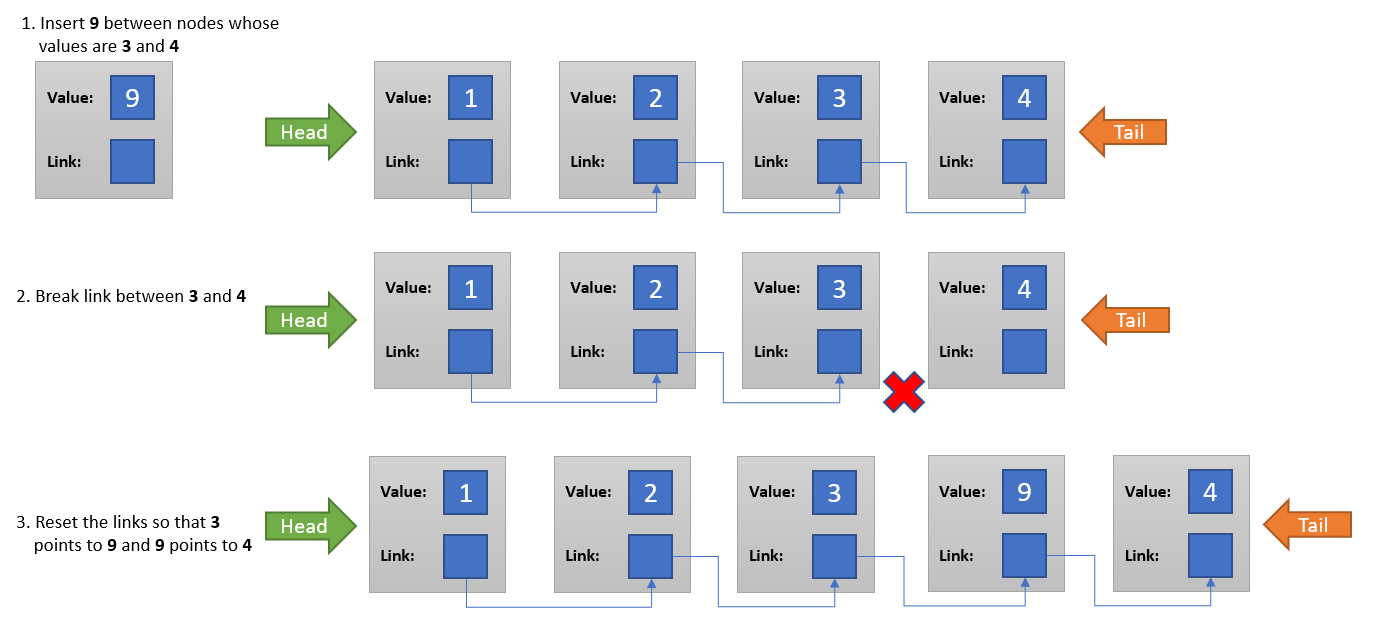 1. Insert 9 between nodes whose
values are 3 and 4
Value: 9
Link:
Head
Value: 1
Link:
Value: 2
Link:
Value: 3
Link:
Value: 4
Link:
Tail
2. Break link between 3 and 4
Head
Value: 1
Link:
Value: 2
Link:
Value: 3
Link:
Value: 4
Link:
Tail
3. Reset the links so that 3
points to 9 and 9 points to 4
Head
Value: 1
Link:
Value: 2
Link:
Value: 3
Link:
Value: 9
Link:
Value: 4
Link:
Tail